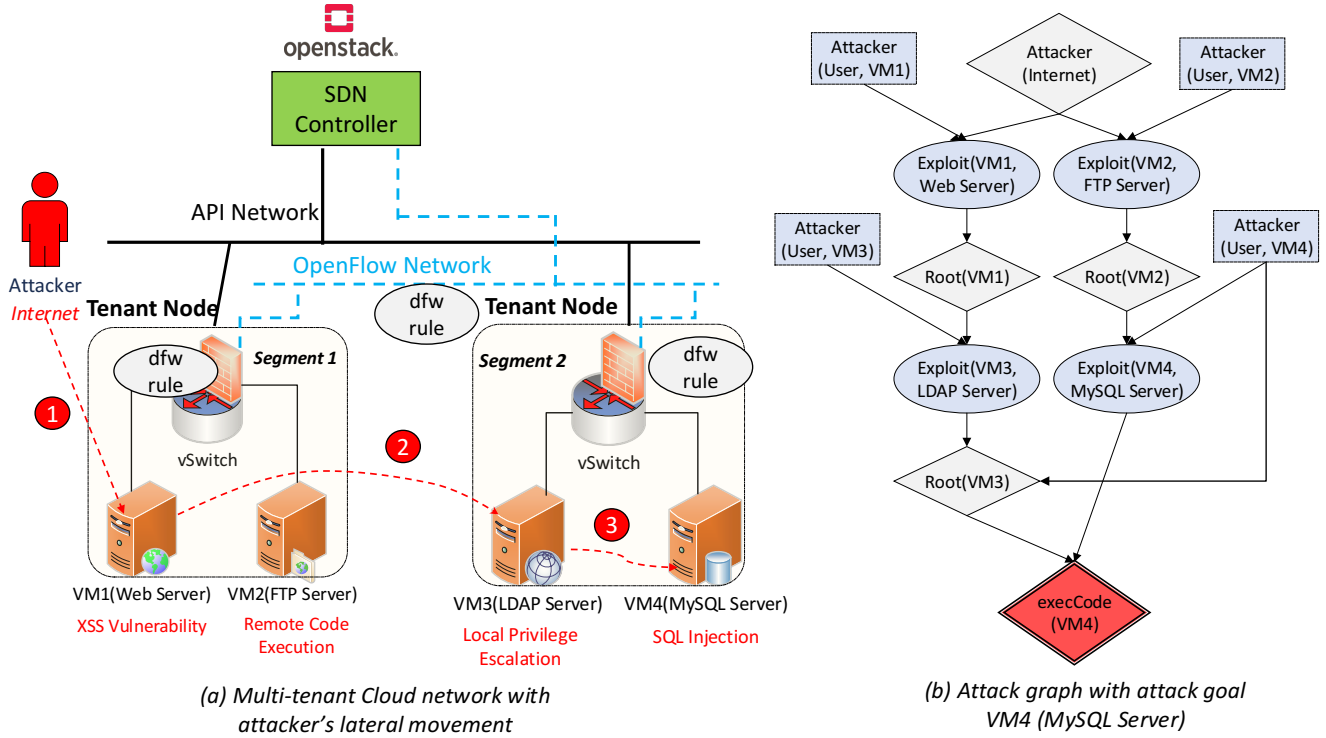 openstack.
SDN
Controller
API Network
OpenFlow Network
Attacker
Internet
Tenant Node
Tenant Node
dfw
rule
dfw
rule
Segment 1
Segment 2
dfw
rule
1
2
3
vSwitch
vSwitch
VM1(Web Server)
XSS Vulnerability
VM2(FTP Server)
Remote Code
Execution
VM3(LDAP Server)
Local Privilege
Escalation
VM4(MySQL Server)
SQL Injection
(a) Multi-tenant Cloud network with
attacker's lateral movement
Attacker
(User, VM1)
Attacker
(Internet)
Attacker
(User, VM2)
Exploit(VM1,
Web Server)
Exploit(VM2,
FTP Server)
Attacker
(User, VM3)
Root(VM1)
Root(VM2)
Attacker
(User, VM4)
Exploit(VM3,
LDAP Server)
Exploit(VM4,
MySQL Server)
Root(VM3)
execCode
(VM4)
(b) Attack graph with attack goal
VM4 (MySQL Server)